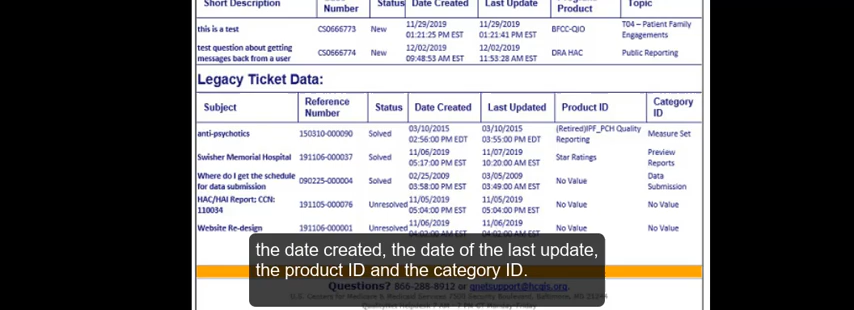 Short Description Number Status Date Created Last Update Product Topic
this is a test CS0666773 New 11/29/2019 01:21:25 PM EST 11/29/2019 01:21:41 PM EST BFCC-QIO T04 – Patient Family Engagements
test question about getting messages back from a user CS0666774 New 12/02/2019 09:48:53 AM EST 12/02/2019 11:53:28 AM EST DRA HAC Public Reporting
Legacy Ticket Data:
Subject Reference Number Status Date Created Last Updated Product ID Category ID
anti-psychotics 150310-000090 Solved 03/10/2015 02:56:00 PM EDT 03/10/2015 03:55:00 PM EDT (Retired)IPF_PCH Quality Reporting Measure Set
Swisher Memorial Hospital 191106-000037 Solved 11/06/2019 05:17:00 PM EST 11/07/2019 10:20:00 AM EST Star Ratings Preview Reports
Where do I get the schedule for data submission 090225-000004 Solved 02/25/2009 03:58:00 PM EST 03/05/2009 03:49:00 AM EST No Value Data Submission
HAC/HAI Report; CCN: 110034 191105-000076 Unresolved 11/05/2019 05:04:00 PM EST 11/05/2019 05:04:00 PM EST No Value No Value
Website Re-design 191106-000001 Unresolved 11/06/2019 11/06/2019 No Value No Value
the date created, the date of the last update,
the product ID and the category ID.
Questions? 866-288-8912 or qnetsupport@hcqis.org.